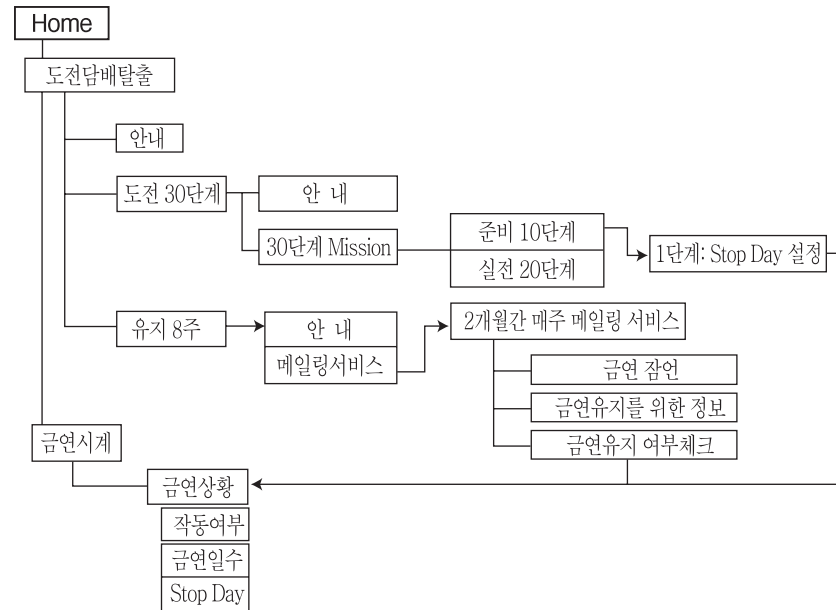 Home
도전담배탈출
안내
도전 30단계
안 내
30단계 Mission
준비 10단계
실전 20단계
1단계: Stop Day 설정
유지 8주
안 내
메일링서비스
2개월간 매주 메일링 서비스
금연 잠언
금연유지를 위한 정보
금연유지 여부체크
금연시계
금연상황
작동여부
금연일수
Stop Day